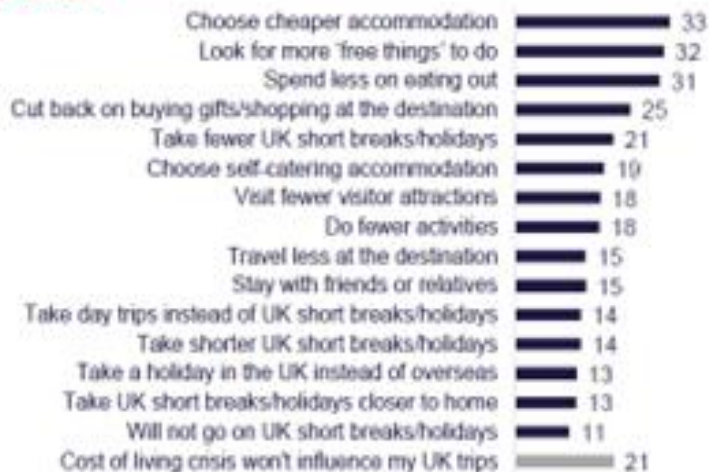 Choose cheaper accommodation 33
Look for more 'free things' to do 32
Spend less on eating out 31
Cut back on buying gifts/shopping at the destination 25
Take fewer UK short breaks/holidays 21
Choose self-catering accommodation 19
Visit fewer visitor attractions 18
Do fewer activities 18
Travel less at the destination 15
Stay with friends or relatives 15
Take day trips instead of UK short breaks/holidays 14
Take shorter UK short breaks/holidays 14
Take a holiday in the UK instead of overseas 13
Take UK short breaks/holidays closer to home 13
Will not go on UK short breaks/holidays 11
Cost of living crisis won't influence my UK trips 21